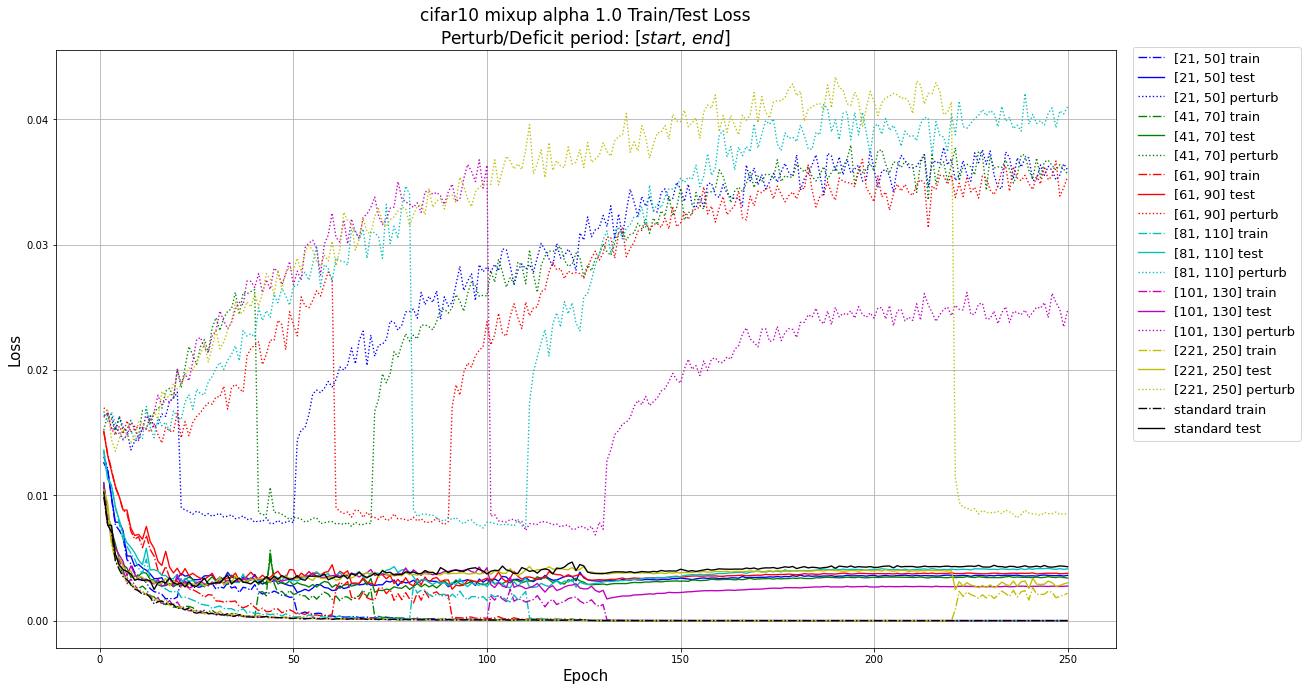 cifar10 mixup alpha 1.0 Train/Test Loss
Perturb/Deficit period: [start, end]
Loss
0.04
0.03
0.02
0.01
0.00
0
50
100
150
200
250
Epoch
[21, 50] train
[21, 50] test
[21, 50] perturb
[41, 70] train
[41, 70] test
[41, 70] perturb
[61, 90] train
[61, 90] test
[61, 90] perturb
[81, 110] train
[81, 110] test
[81, 110] perturb
[101, 130] train
[101, 130] test
[101, 130] perturb
[221, 250] train
[221, 250] test
[221, 250] perturb
standard train
standard test